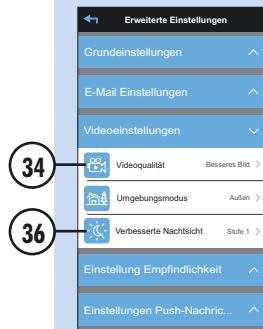 Erweiterte Einstellungen
Grundeinstellungen
E-Mail Einstellungen
Videoeinstellungen
34 Videoqualität Besseres Bild >
Umgebungsmodus Außen >
36 Verbesserte Nachtsicht Stufe 1 >
Einstellung Empfindlichkeit
Einstellungen Push-Nachric...